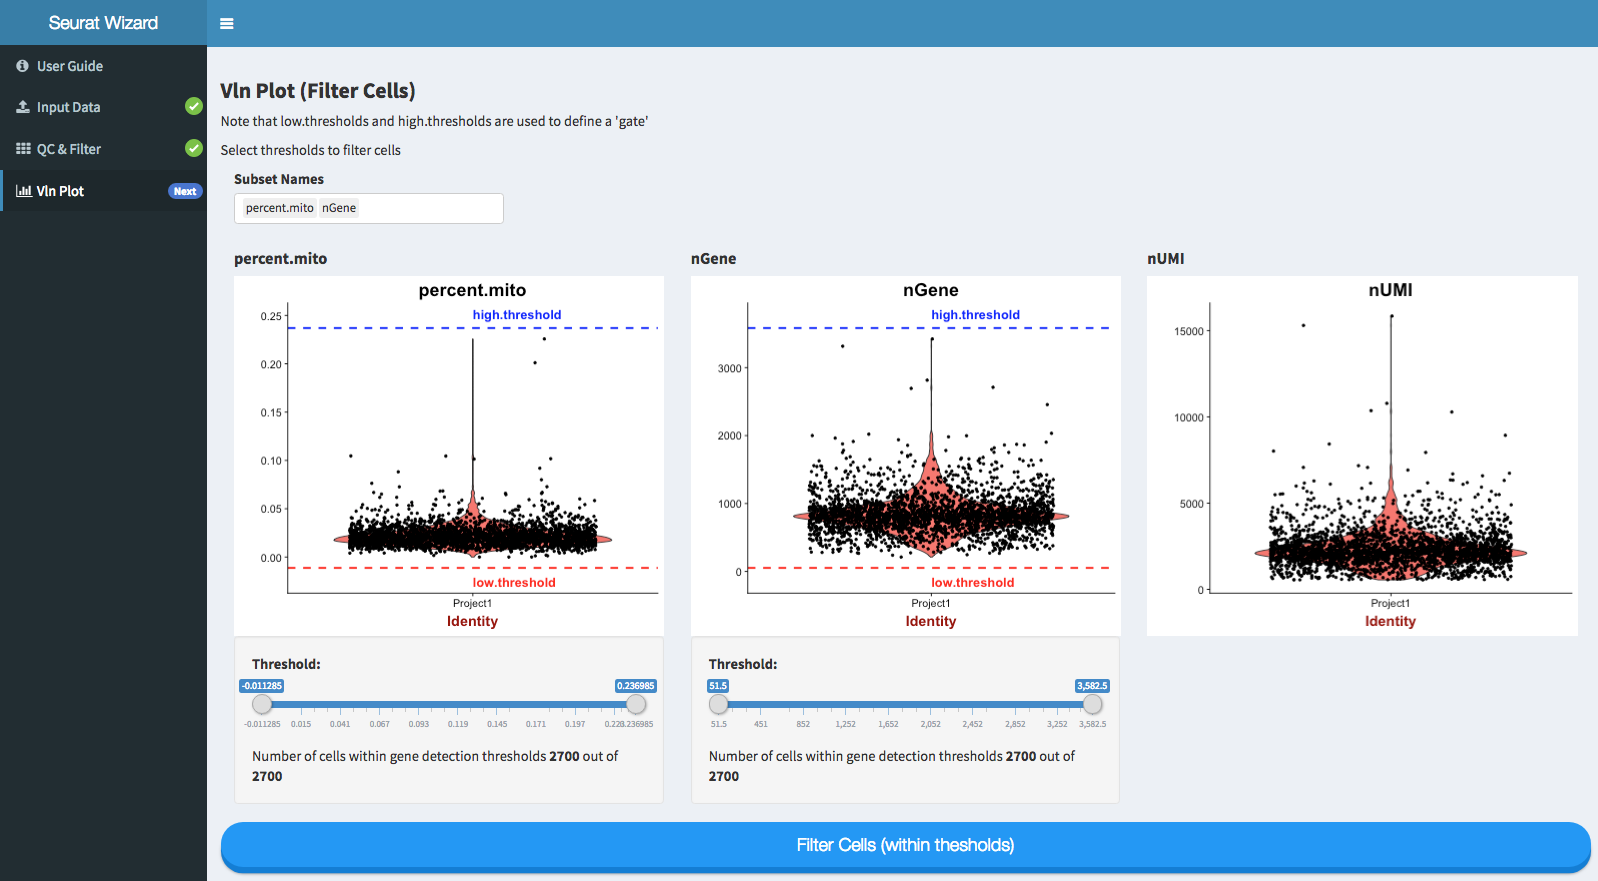 Seurat Wizard
User Guide
Input Data
QC & Filter
Vln Plot
Next
Vln Plot (Filter Cells)
Note that low.thresholds and high.thresholds are used to define a 'gate'
Select thresholds to filter cells
Subset Names
percent.mito nGene
percent.mito
percent.mito
high.threshold
0.25
0.20
0.15
0.10
0.05
0.00
low.threshold
Project1
Identity
Threshold:
-0.011285 0.236985
-0.011285 0.015 0.041 0.067 0.093 0.119 0.145 0.171 0.197 0.236985
Number of cells within gene detection thresholds 2700 out of
2700
nGene
nGene
high.threshold
3000
2000
1000
0
low.threshold
Project1
Identity
Threshold:
51.5 3,582.5
51.5 451 852 1,252 1,652 2,052 2,452 2,852 3,252 3,582.5
Number of cells within gene detection thresholds 2700 out of
2700
nUMI
nUMI
15000
10000
5000
0
Project1
Identity
Filter Cells (within thesholds)